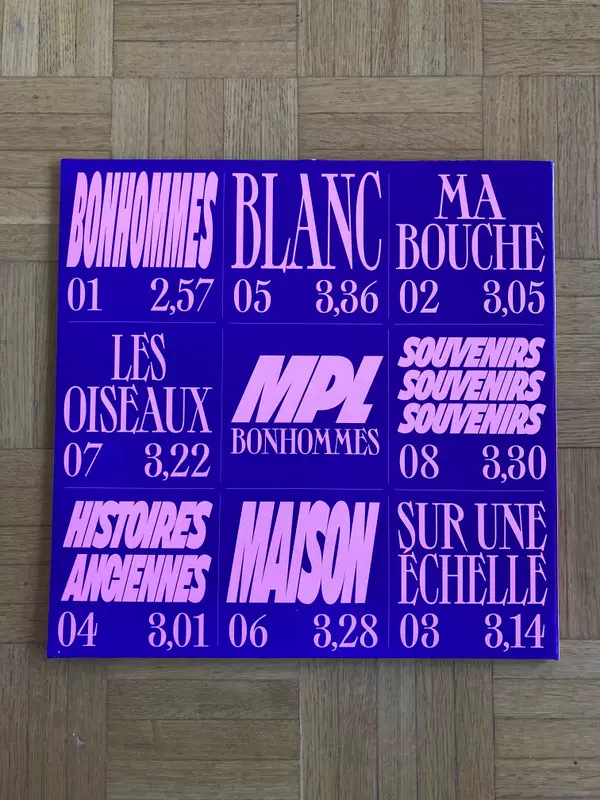 BONHOMMES
01 2,57
BLANC
05 3,36
MA
BOUCHE
02 3,05
LES
OISEAUX
07 3,22
MPL
BONHOMMES
SOUVENIRS
SOUVENIRS
SOUVENIRS
08 3,30
HISTOIRES
ANCIENNES
04 3,01
MAISON
06 3,28
SUR UNE
ÉCHELLE
03 3,14